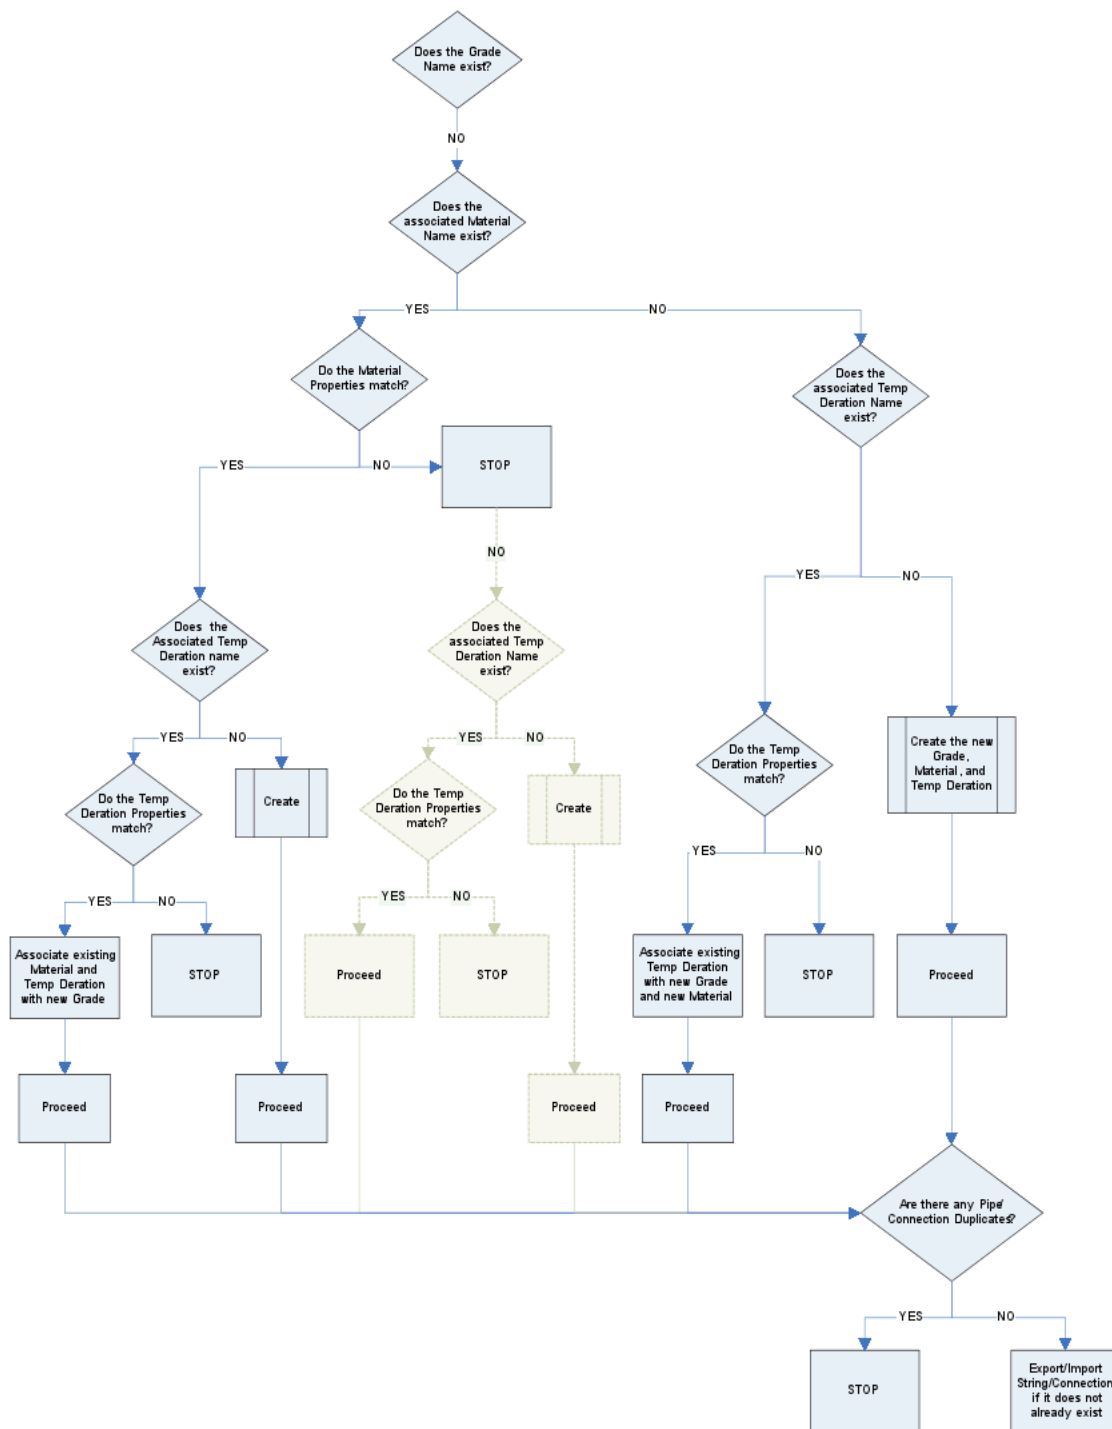 Does the Grade
Name exist?
NO
Does the
associated Material
Name exist?
YES
NO
Do the Material
Properties match?
Does the
associated Temp
Deration Name
exist?
YES
NO
STOP
NO
YES
NO
Does the
Associated Temp
Deration name
exist?
Does the
associated Temp
Deration Name
exist?
YES
NO
YES
NO
Do the Temp
Deration Properties
match?
Create the new
Grade,
Material, and
Temp Deration
Do the Temp
Deration Properties
match?
Create
Do the Temp
Deration Properties
match?
Create
YES
NO
YES
NO
YES
NO
Associate existing
Material and
Temp Deration
with new Grade
STOP
Proceed
STOP
Associate existing
Temp Deration
with new Grade
and new Material
STOP
Proceed
Proceed
Proceed
Proceed
Proceed
Are there any Pipe/
Connection Duplicates?
YES
NO
STOP
Export/Import
String/Connection
if it does not
already exist